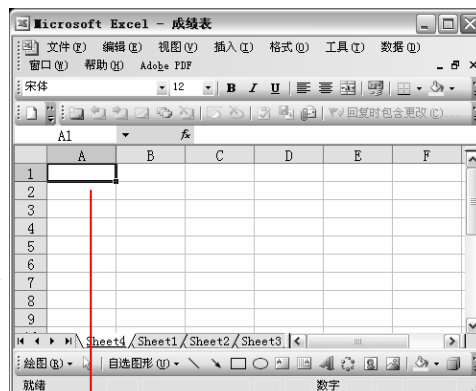 Microsoft Excel - 成绩表
文件(F) 编辑(E) 视图(V) 插入(I) 格式(O) 工具(T) 数据(D)
窗口(W) 帮助(H) Adobe PDF
宋体 12 B I U
回复时包含更改(C)...
A1 fx
A B C D E F
1
2
3
4
5
6
7
8
9
Sheet4 Sheet1 Sheet2 Sheet3
绘图(R) 自选图形(U)
就绪 数字